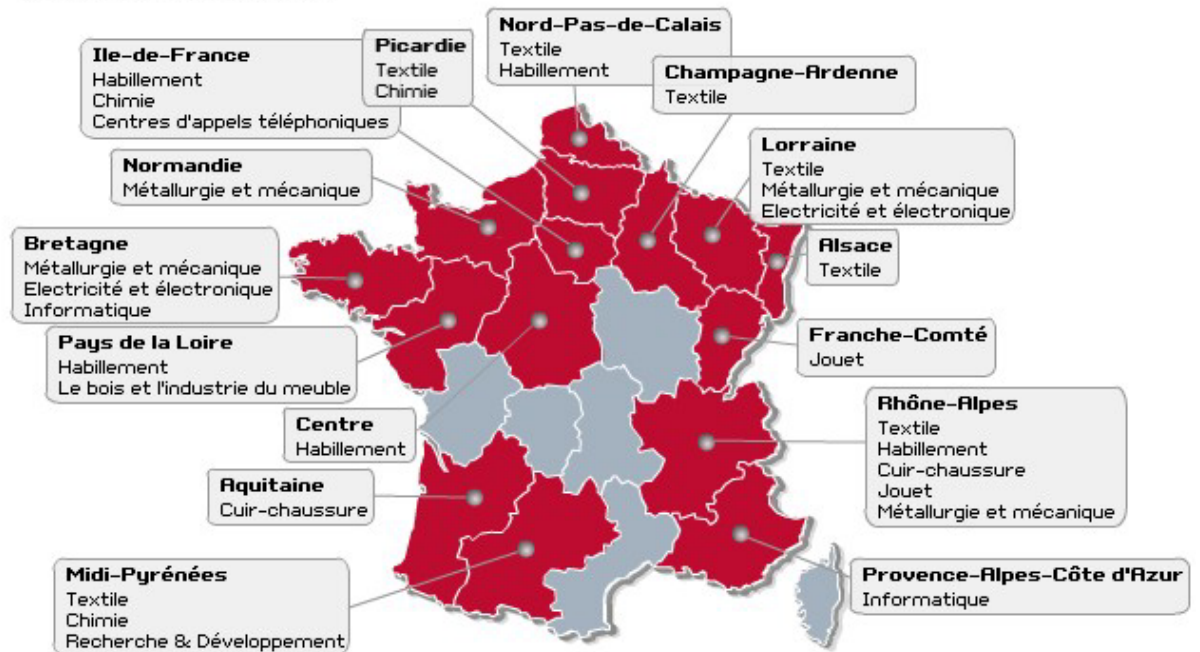 Nord-Pas-de-Calais
Textile
Habillement
Picardie
Textile
Chimie
Ile-de-France
Habillement
Chimie
Centres d'appels téléphoniques
Champagne-Ardenne
Textile
Normandie
Métallurgie et mécanique
Lorraine
Textile
Métallurgie et mécanique
Electricité et électronique
Bretagne
Métallurgie et mécanique
Electricité et électronique
Informatique
Alsace
Textile
Pays de la Loire
Habillement
Le bois et l'industrie du meuble
Franche-Comté
Jouet
Centre
Habillement
Rhône-Alpes
Textile
Habillement
Cuir-chaussure
Jouet
Métallurgie et mécanique
Aquitaine
Cuir-chaussure
Midi-Pyrénées
Textile
Chimie
Recherche & Développement
Provence-Alpes-Côte d'Azur
Informatique